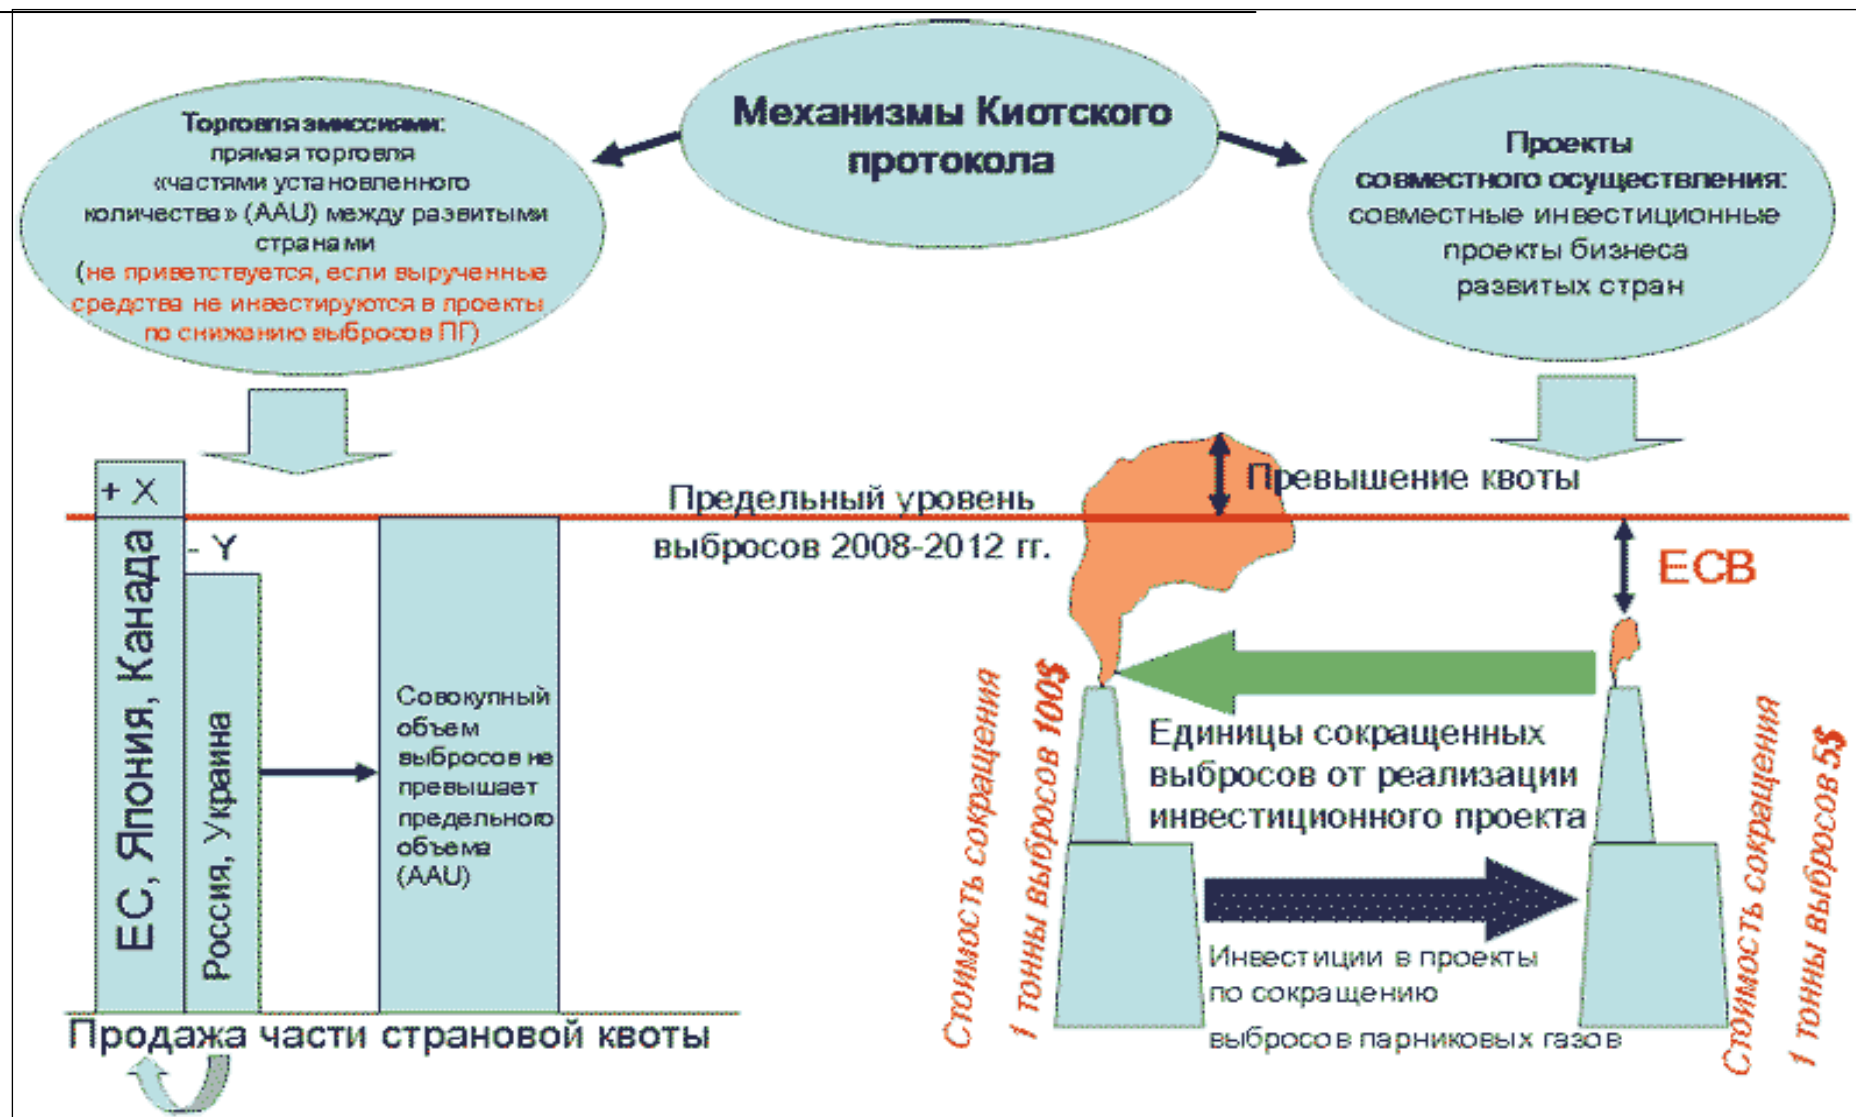 Механизмы Киотского
протокола
Торговля эмиссиями:
прямая торговля
«частями установленного
количества» (AAU) между развитыми
странами
(не приветствуется, если вырученные
средства не инвестируются в проекты
по снижанию выбросов ПГ)
Проекты
совместного осуществления:
совместные инвестиционные
проекты бизнеса
развитых стран
+ X
- Y
ЕС, Япония, Канада
Россия, Украина
Совокупный
объем
выбросов не
превышает
предельного
объема
(AAU)
Продажа части страновой квоты
Предельный уровень
выбросов 2008-2012 гг.
Превышение квоты
ЕСВ
Стоимость сокращения
1 тонны выбросов 100$
Единицы сокращенных
выбросов от реализации
инвестиционного проекта
Инвестиции в проекты
по сокращению
выбросов парниковых газов
Стоимость сокращения
1 тонны выбросов 5$